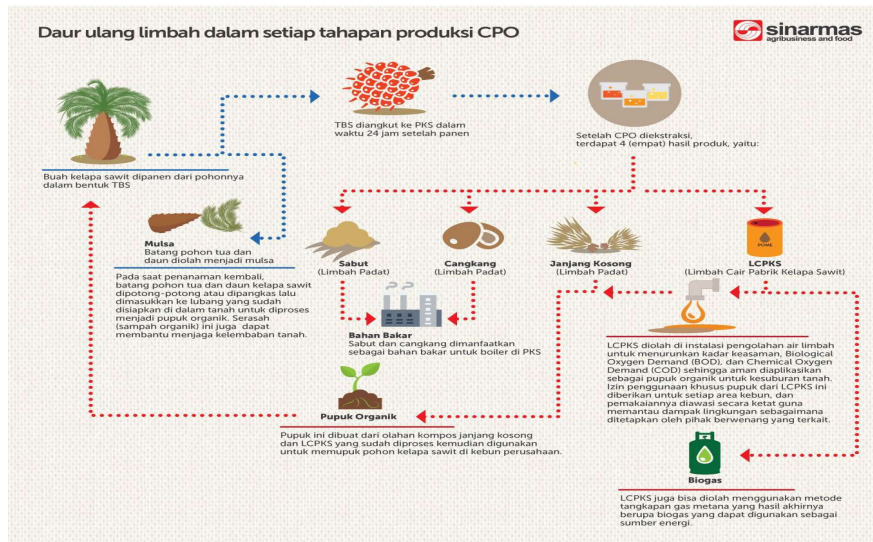 Daur ulang limbah dalam setiap tahapan produksi CPO
sinarmas
agribusiness and food
TBS diangkut ke PKS dalam
waktu 24 jam setelah panen
Setelah CPO diekstraksi,
terdapat 4 (empat) hasil produk, yaitu:
Buah kelapa sawit dipanen dari pohonnya
dalam bentuk TBS
Mulsa
Batang pohon tua dan
daun diolah menjadi mulsa
Pada saat penanaman kembali,
batang pohon tua dan daun kelapa sawit
dipotong-potong atau dipangkas lalu
dimasukkan ke lubang yang sudah
disiapkan di dalam tanah untuk diproses
menjadi pupuk organik. Serasah
(sampah organik) ini juga dapat
membantu menjaga kelembaban tanah.
Sabut
(Limbah Padat)
Cangkang
(Limbah Padat)
Janjang Kosong
(Limbah Padat)
POME
LCPKS
(Limbah Cair Pabrik Kelapa Sawit)
Bahan Bakar
Sabut dan cangkang dimanfaatkan
sebagai bahan bakar untuk boiler di PKS
LCPKS diolah di instalasi pengolahan air limbah
untuk menurunkan kadar keasaman, Biological
Oxygen Demand (BOD), dan Chemical Oxygen
Demand (COD) sehingga aman diaplikasikan
sebagai pupuk organik untuk kesuburan tanah.
Izin penggunaan khusus pupuk dari LCPKS ini
diberikan untuk setiap area kebun, dan
pemakaiannya diawasi secara ketat guna
memantau dampak lingkungan sebagaimana
ditetapkan oleh pihak berwenang yang terkait.
Pupuk Organik
Pupuk ini dibuat dari olahan kompos janjang kosong
dan LCPKS yang sudah diproses kemudian digunakan
untuk memupuk pohon kelapa sawit di kebun perusahaan.
Biogas
LCPKS juga bisa diolah menggunakan metode
tangkapan gas metana yang hasil akhirnya
berupa biogas yang dapat digunakan sebagai
sumber energi.